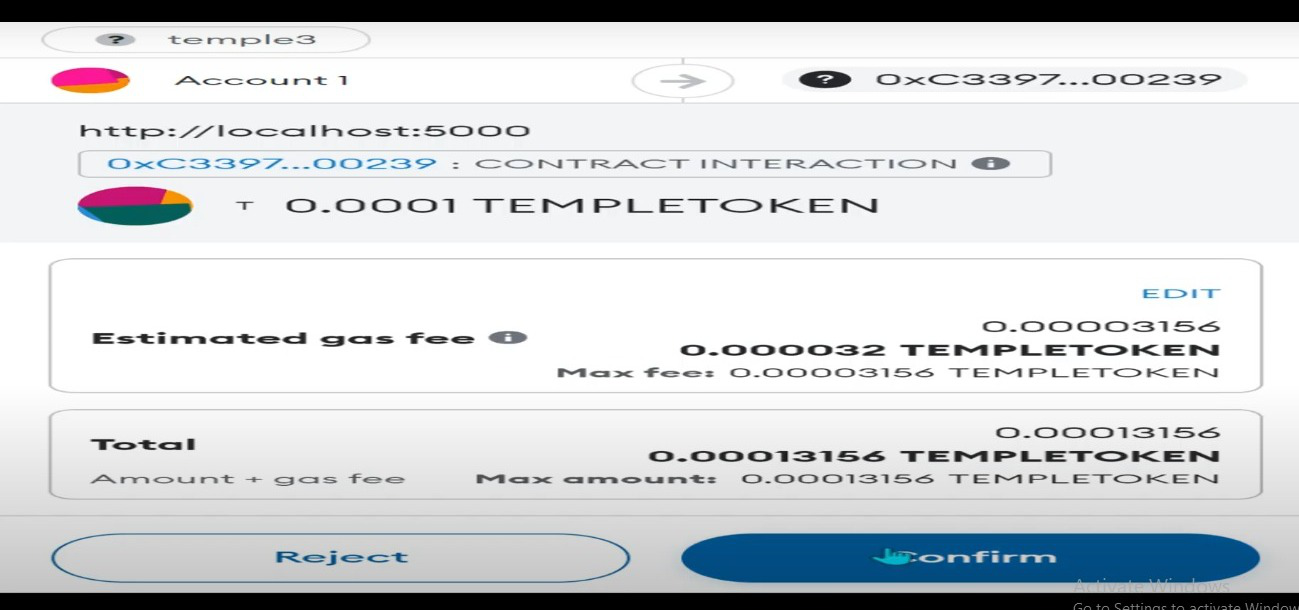 ? temple3
Account 1 ? 0xC3397...00239
http://localhost:5000
0xC3397...00239 : CONTRACT INTERACTION i
T 0.0001 TEMPLETOKEN
EDIT
0.00003156
Estimated gas fee i 0.000032 TEMPLETOKEN
Max fee: 0.00003156 TEMPLETOKEN
0.00013156
Total 0.00013156 TEMPLETOKEN
Amount + gas fee Max amount: 0.00013156 TEMPLETOKEN
Reject Confirm
Activate Windows
Go to Settings to activate Window